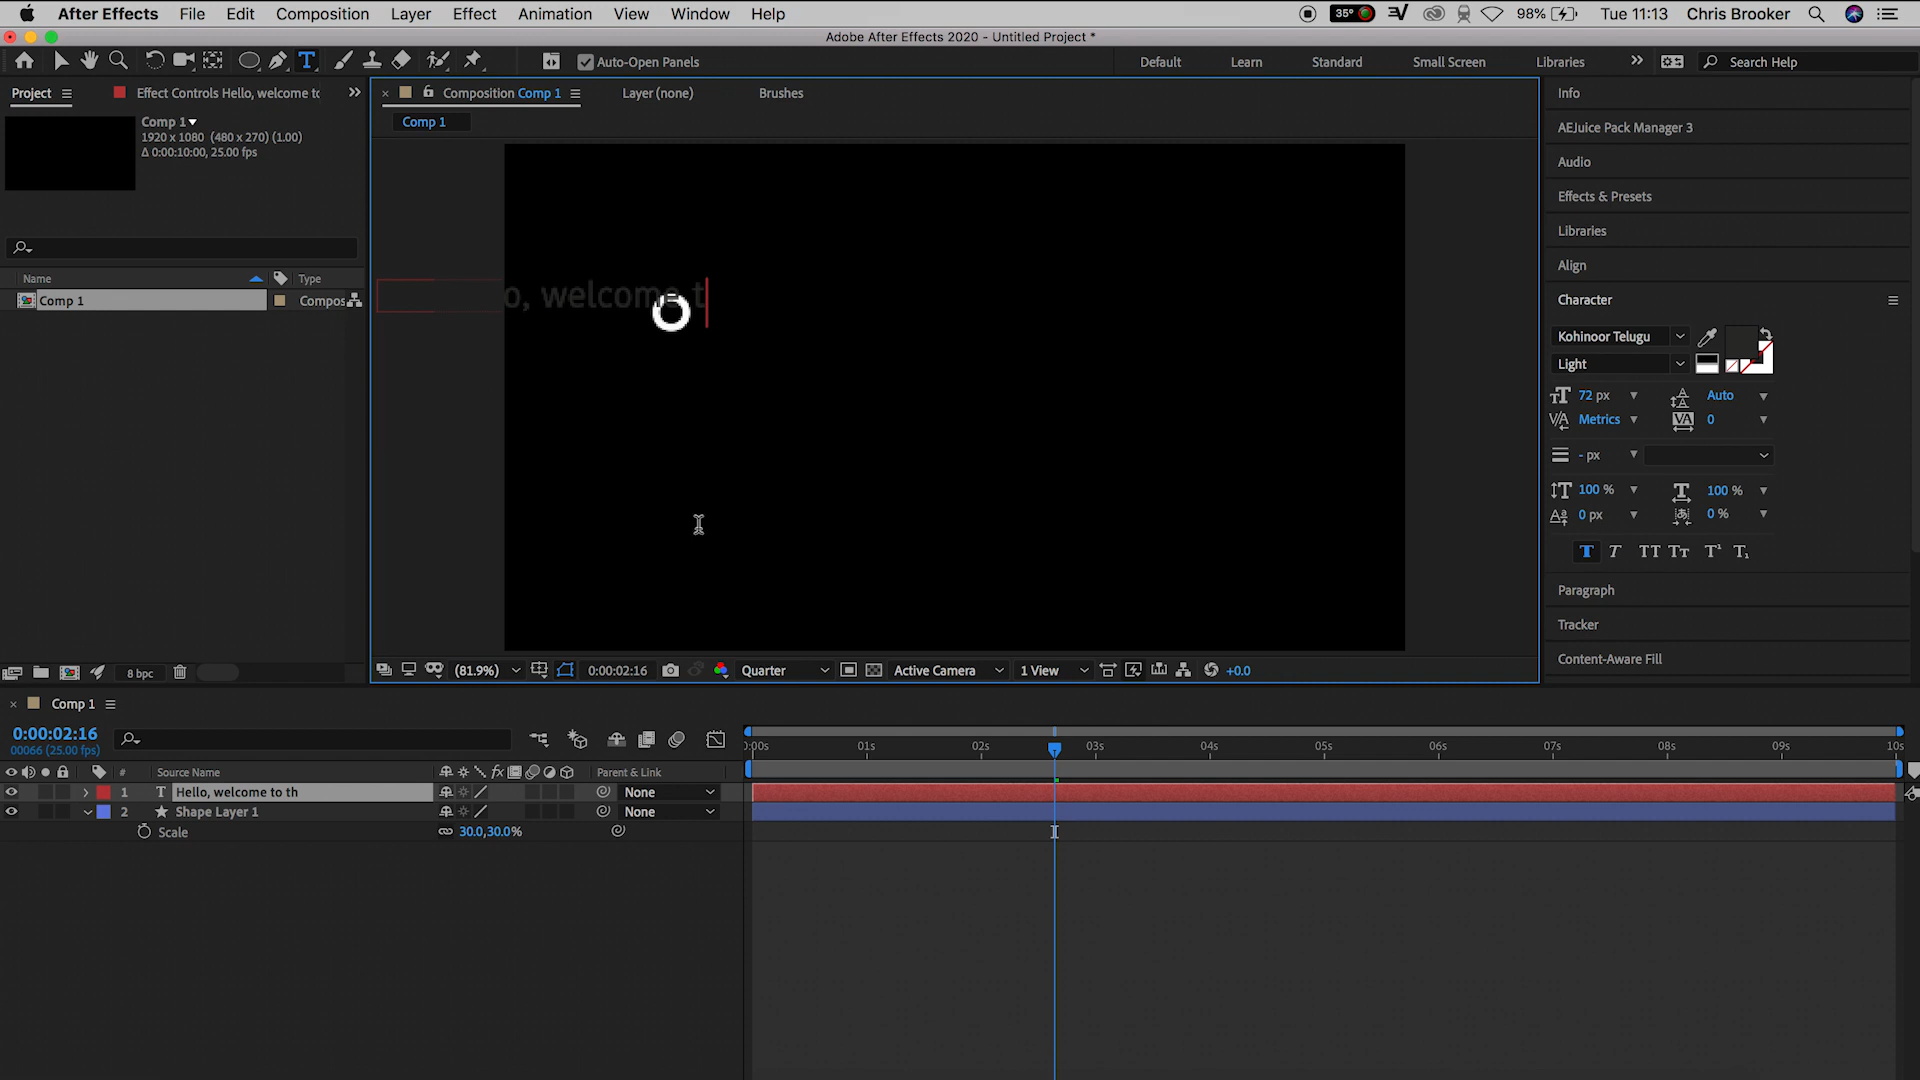 After Effects File Edit Composition Layer Effect Animation View Window Help 35° 98% Tue 11:13 Chris Brooker
Adobe After Effects 2020 - Untitled Project *
T Auto-Open Panels Default Learn Standard Small Screen Libraries Search Help
Project Effect Controls Hello, welcome to
Composition Comp 1 Layer (none) Brushes
Comp 1
Comp 1
1920 x 1080 (480 x 270) (1.00)
Δ 0:00:10:00, 25.00 fps
Name Type
Comp 1 Compos
8 bpc
o, welcome t
(81.9%) 0:00:02:16 Quarter Active Camera 1 View +0.0
Info
AEJuice Pack Manager 3
Audio
Effects & Presets
Libraries
Align
Character
Kohinoor Telugu
Light
72 px Auto
Metrics 0
- px
100 % 100 %
0 px 0 %
T T TT Tᴛ T¹ T₁
Paragraph
Tracker
Content-Aware Fill
Comp 1
0:00:02:16
00066 (25.00 fps)
:00s 01s 02s 03s 04s 05s 06s 07s 08s 09s 10s
# Source Name fx Parent & Link
1 T Hello, welcome to th None
2 Shape Layer 1 None
Scale 30.0,30.0%